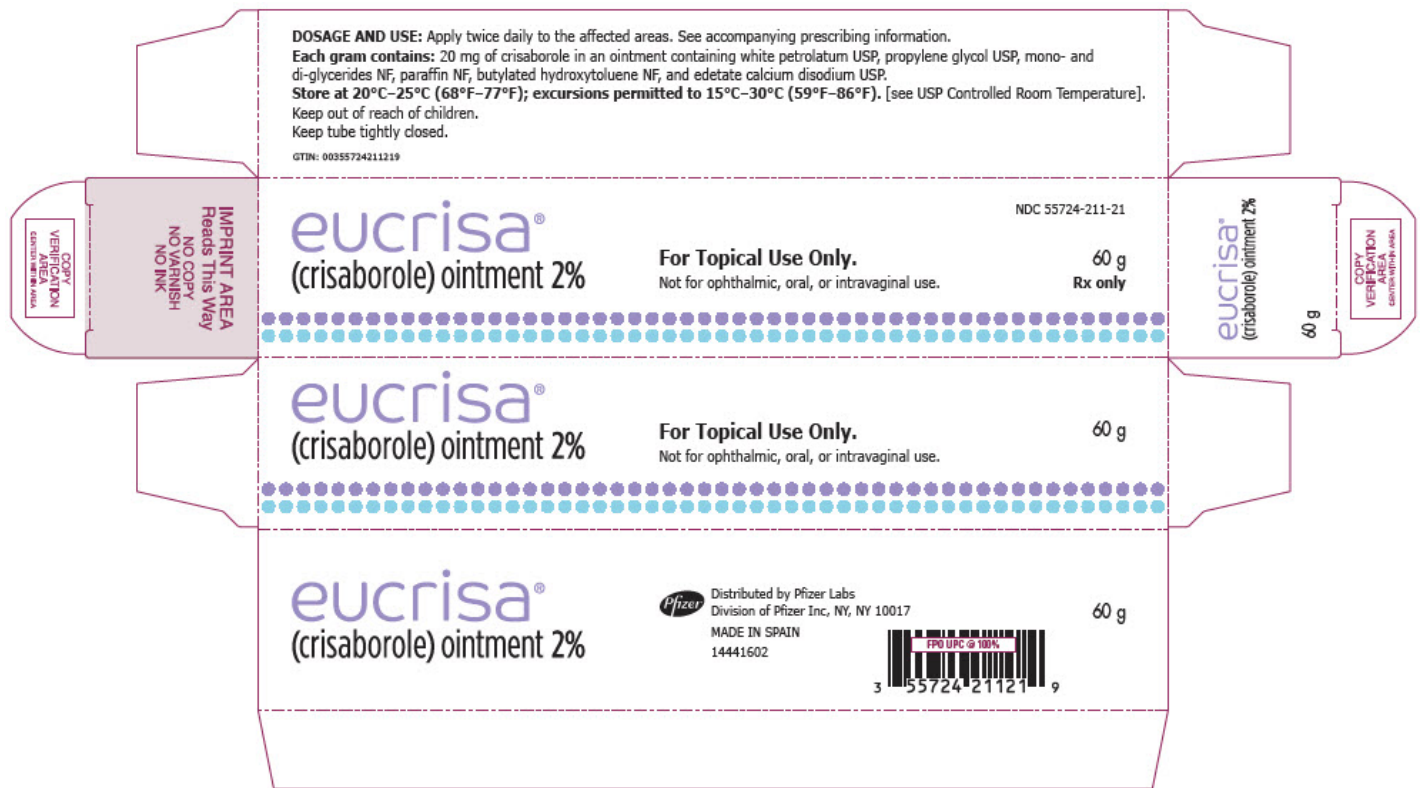 DOSAGE AND USE: Apply twice daily to the affected areas. See accompanying prescribing information.
Each gram contains: 20 mg of crisaborole in an ointment containing white petrolatum USP, propylene glycol USP, mono- and
di-glycerides NF, paraffin NF, butylated hydroxytoluene NF, and edetate calcium disodium USP.
Store at 20°C–25°C (68°F–77°F); excursions permitted to 15°C–30°C (59°F–86°F). [see USP Controlled Room Temperature].
Keep out of reach of children.
Keep tube tightly closed.
GTIN: 00355724211219
COPY
VERIFICATION
AREA
CENTER WITHIN AREA
IMPRINT AREA
Reads This Way
NO COPY
NO VARNISH
NO INK
eucrisa®
(crisaborole) ointment 2%
For Topical Use Only.
Not for ophthalmic, oral, or intravaginal use.
NDC 55724-211-21
60 g
Rx only
eucrisa®
(crisaborole) ointment 2%
60 g
COPY
VERIFICATION
AREA
CENTER WITHIN AREA
eucrisa®
(crisaborole) ointment 2%
For Topical Use Only.
Not for ophthalmic, oral, or intravaginal use.
60 g
eucrisa®
(crisaborole) ointment 2%
Pfizer
Distributed by Pfizer Labs
Division of Pfizer Inc, NY, NY 10017
MADE IN SPAIN
14441602
60 g
FPO UPC @ 100%
3 55724 21121 9